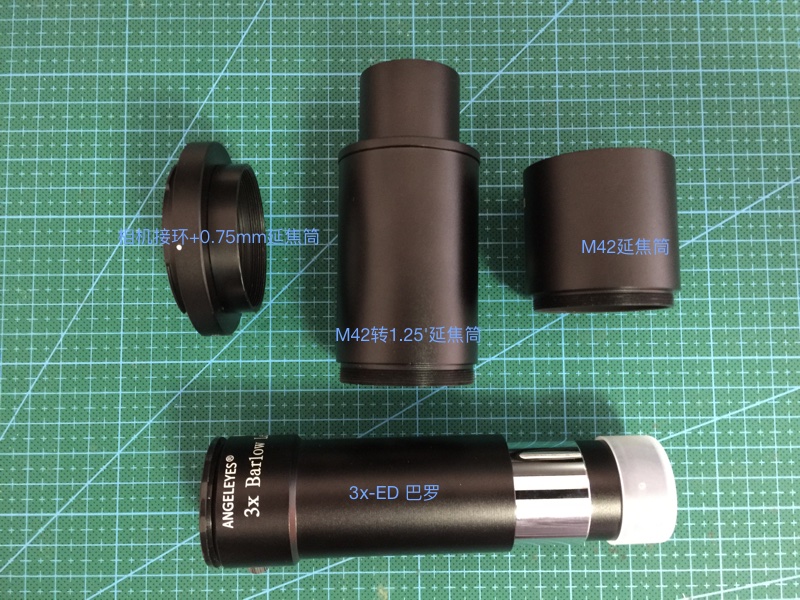 相机接环+0.75mm延焦筒
M42延焦筒
M42转1.25'延焦筒
ANGELEYES®
3x Barlow
3x-ED 巴罗